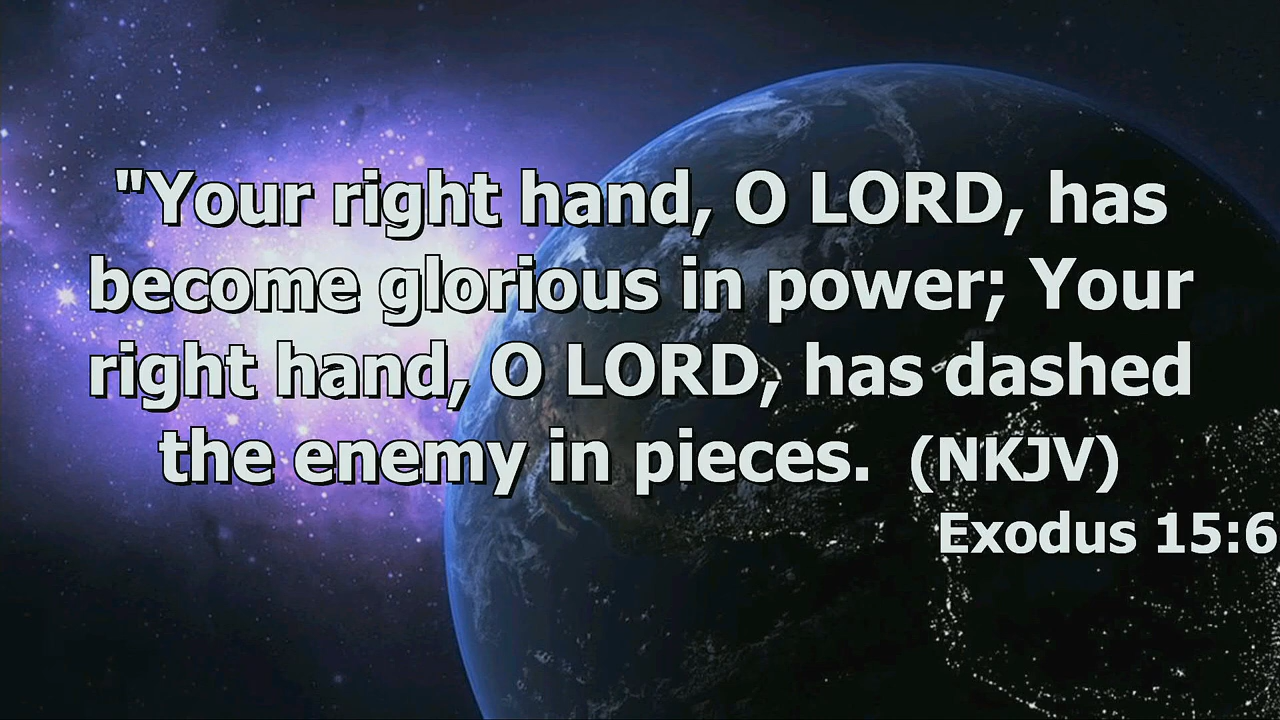 "Your right hand, O LORD, has
become glorious in power; Your
right hand, O LORD, has dashed
the enemy in pieces. (NKJV)
Exodus 15:6